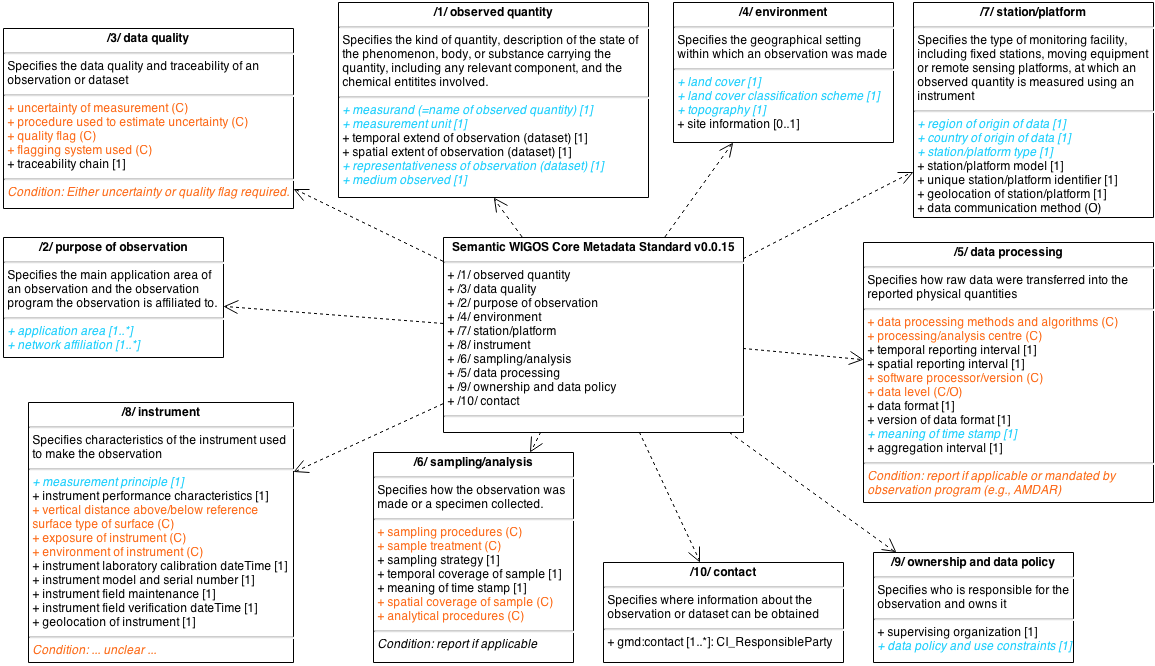 /3/ data quality
Specifies the data quality and traceability of an
observation or dataset
+ uncertainty of measurement (C)
+ procedure used to estimate uncertainty (C)
+ quality flag (C)
+ flagging system used (C)
+ traceability chain [1]
Condition: Either uncertainty or quality flag required.
/1/ observed quantity
Specifies the kind of quantity, description of the state of
the phenomenon, body, or substance carrying the
quantity, including any relevant component, and the
chemical entitites involved.
+ measurand (=name of observed quantity) [1]
+ measurement unit [1]
+ temporal extend of observation (dataset) [1]
+ spatial extent of observation (dataset) [1]
+ representativeness of observation (dataset) [1]
+ medium observed [1]
/4/ environment
Specifies the geographical setting
within which an observation was made
+ land cover [1]
+ land cover classification scheme [1]
+ topography [1]
+ site information [0..1]
/7/ station/platform
Specifies the type of monitoring facility,
including fixed stations, moving equipment
or remote sensing platforms, at which an
observed quantity is measured using an
instrument
+ region of origin of data [1]
+ country of origin of data [1]
+ station/platform type [1]
+ station/platform model [1]
+ unique station/platform identifier [1]
+ geolocation of station/platform [1]
+ data communication method (O)
/2/ purpose of observation
Specifies the main application area of
an observation and the observation
program the observation is affiliated to.
+ application area [1..*]
+ network affiliation [1..*]
Semantic WIGOS Core Metadata Standard v0.0.15
+ /1/ observed quantity
+ /3/ data quality
+ /2/ purpose of observation
+ /4/ environment
+ /7/ station/platform
+ /8/ instrument
+ /6/ sampling/analysis
+ /5/ data processing
+ /9/ ownership and data policy
+ /10/ contact
/5/ data processing
Specifies how raw data were transferred into the
reported physical quantities
+ data processing methods and algorithms (C)
+ processing/analysis centre (C)
+ temporal reporting interval [1]
+ spatial reporting interval [1]
+ software processor/version (C)
+ data level (C/O)
+ data format [1]
+ version of data format [1]
+ meaning of time stamp [1]
+ aggregation interval [1]
Condition: report if applicable or mandated by
observation program (e.g., AMDAR)
/8/ instrument
Specifies characteristics of the instrument used
to make the observation
+ measurement principle [1]
+ instrument performance characteristics [1]
+ vertical distance above/below reference
surface type of surface (C)
+ exposure of instrument (C)
+ environment of instrument (C)
+ instrument laboratory calibration dateTime [1]
+ instrument model and serial number [1]
+ instrument field maintenance [1]
+ instrument field verification dateTime [1]
+ geolocation of instrument [1]
Condition: ... unclear ...
/6/ sampling/analysis
Specifies how the observation was
made or a specimen collected.
+ sampling procedures (C)
+ sample treatment (C)
+ sampling strategy [1]
+ temporal coverage of sample [1]
+ meaning of time stamp [1]
+ spatial coverage of sample (C)
+ analytical procedures (C)
Condition: report if applicable
/10/ contact
Specifies where information about the
observation or dataset can be obtained
+ gmd:contact [1..*]: CI_ResponsibleParty
/9/ ownership and data policy
Specifies who is responsible for the
observation and owns it
+ supervising organization [1]
+ data policy and use constraints [1]